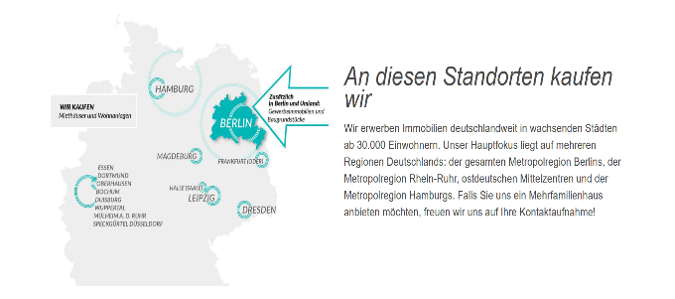 An diesen Standorten kaufen
wir
Wir erwerben Immobilien deutschlandweit in wachsenden Städten
ab 30.000 Einwohnern. Unser Hauptfokus liegt auf mehreren
Regionen Deutschlands: der gesamten Metropolregion Berlins, der
Metropolregion Rhein-Ruhr, ostdeutschen Mittelzentren und der
Metropolregion Hamburgs. Falls Sie uns ein Mehrfamilienhaus
anbieten möchten, freuen wir uns auf Ihre Kontaktaufnahme!
WIR KAUFEN
Miethäuser und Wohnanlagen
HAMBURG
Zusätzlich
in Berlin und Umland:
Gewerbeimmobilien und
Baugrundstücke
BERLIN
MAGDEBURG
FRANKFURT (ODER)
ESSEN
DORTMUND
OBERHAUSEN
BOCHUM
DUISBURG
WUPPERTAL
MÜLHEIM A. D. RUHR
SPECKGÜRTEL DÜSSELDORF
HALLE (SAALE)
LEIPZIG
DRESDEN